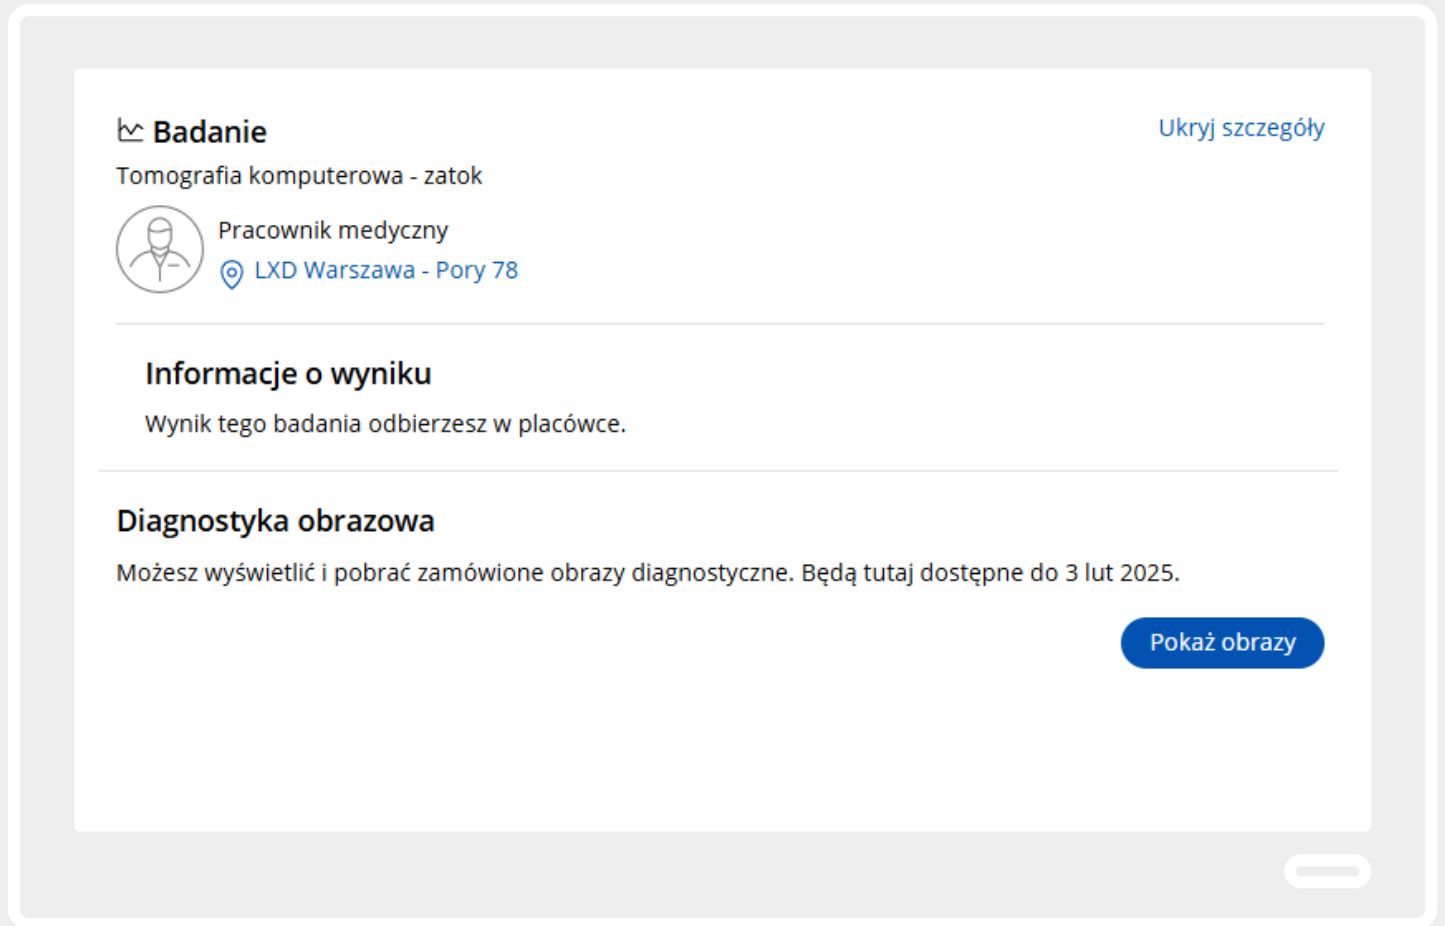 Badanie
Ukryj szczegóły
Tomografia komputerowa - zatok
Pracownik medyczny
LXD Warszawa - Pory 78
Informacje o wyniku
Wynik tego badania odbierzesz w placówce.
Diagnostyka obrazowa
Możesz wyświetlić i pobrać zamówione obrazy diagnostyczne. Będą tutaj dostępne do 3 lut 2025.
Pokaż obrazy